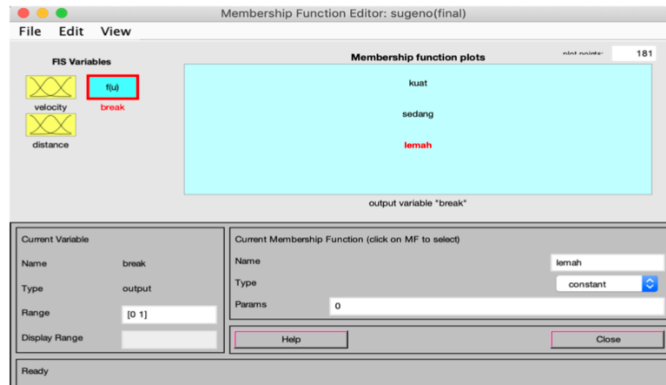 Membership Function Editor: sugeno(final)
File Edit View
FIS Variables
f(u)
velocity
break
distance
Membership function plots
plot points:
181
kuat
sedang
lemah
output variable "break"
Current Variable
Name break
Type output
Range [0 1]
Display Range
Current Membership Function (click on MF to select)
Name lemah
Type constant
Params 0
Help
Close
Ready